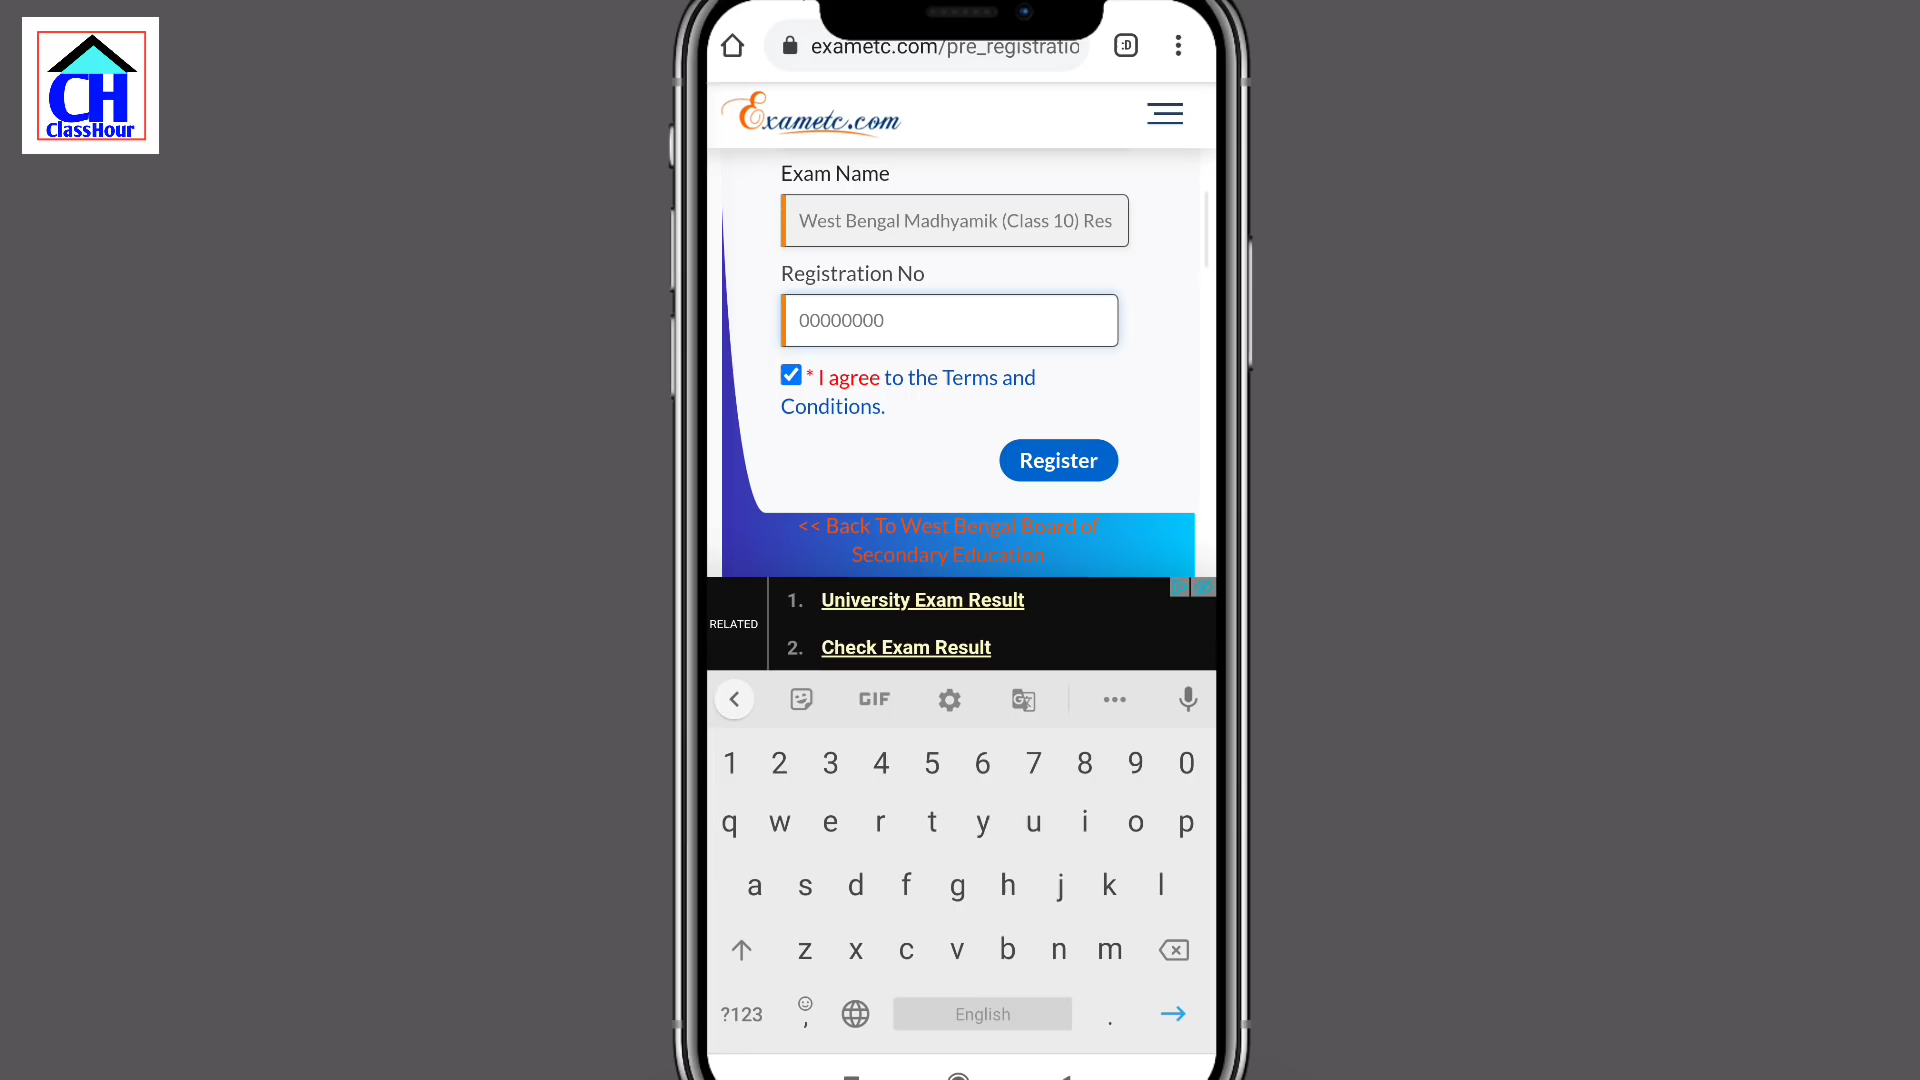 CH
ClassHour
exametc.com/pre_registratio
:D
Exametc.com
Exam Name
West Bengal Madhyamik (Class 10) Res
Registration No
00000000
* I agree to the Terms and
Conditions.
Register
<< Back To West Bengal Board of
Secondary Education
RELATED
1. University Exam Result
2. Check Exam Result
GIF
1 2 3 4 5 6 7 8 9 0
q w e r t y u i o p
a s d f g h j k l
z x c v b n m
?123 , English .